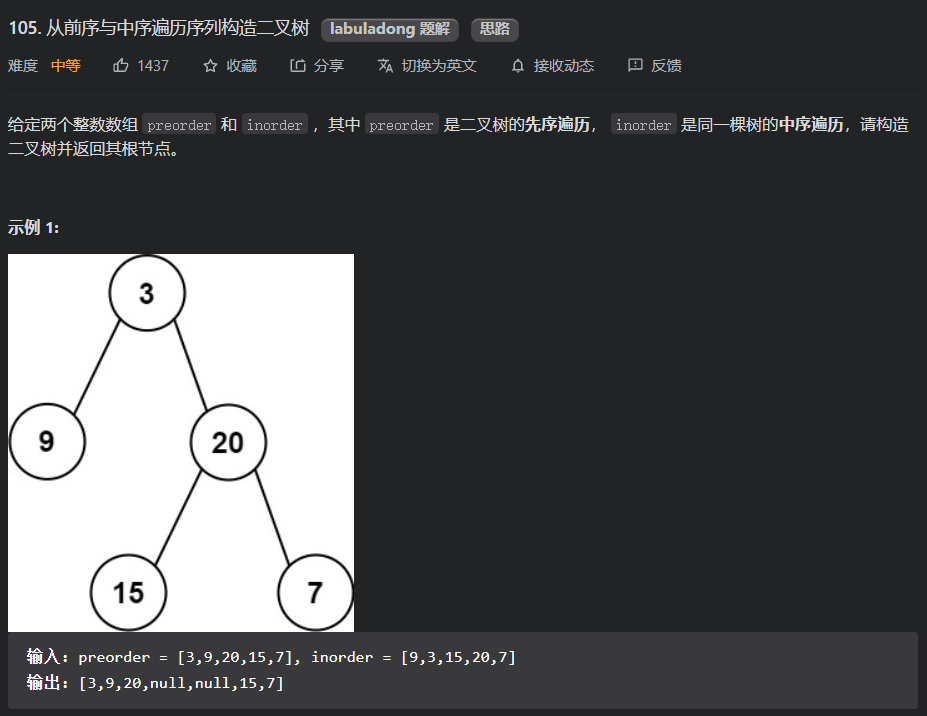 105. 从前序与中序遍历序列构造二叉树 labuladong 题解 思路
难度 中等 1437 收藏 分享 切换为英文 接收动态 反馈
给定两个整数数组 preorder 和 inorder ，其中 preorder 是二叉树的先序遍历， inorder 是同一棵树的中序遍历，请构造
二叉树并返回其根节点。
示例 1:
3
9 20
15 7
输入：preorder = [3,9,20,15,7], inorder = [9,3,15,20,7]
输出：[3,9,20,null,null,15,7]